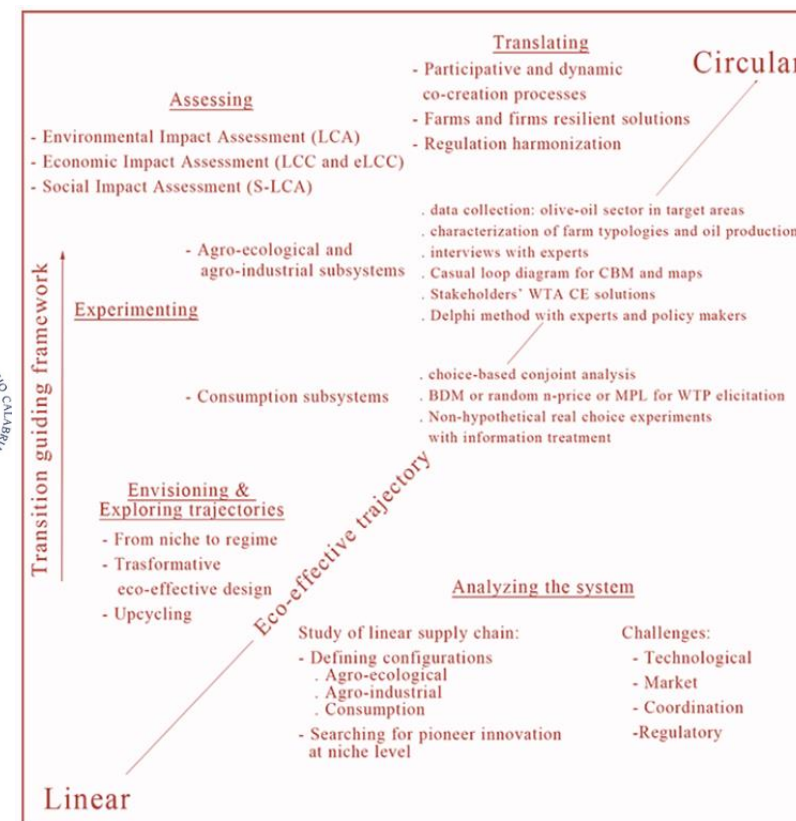 Translating
- Participative and dynamic
co-creation processes
- Farms and firms resilient solutions
- Regulation harmonization
Circular
Assessing
- Environmental Impact Assessment (LCA)
- Economic Impact Assessment (LCC and eLCC)
- Social Impact Assessment (S-LCA)
Transition guiding framework
Experimenting
- Agro-ecological and
agro-industrial subsystems
. data collection: olive-oil sector in target areas
. characterization of farm typologies and oil production
. interviews with experts
. Casual loop diagram for CBM and maps
. Stakeholders' WTA CE solutions
. Delphi method with experts and policy makers
- Consumption subsystems
. choice-based conjoint analysis
. BDM or random n-price or MPL for WTP elicitation
. Non-hypothetical real choice experiments
with information treatment
Envisioning &
Exploring trajectories
- From niche to regime
- Trasformative
eco-effective design
- Upcycling
Eco-effective trajectory
Analyzing the system
Study of linear supply chain:
- Defining configurations
. Agro-ecological
. Agro-industrial
. Consumption
- Searching for pioneer innovation
at niche level
Challenges:
- Technological
- Market
- Coordination
-Regulatory
Linear
CALABRIA